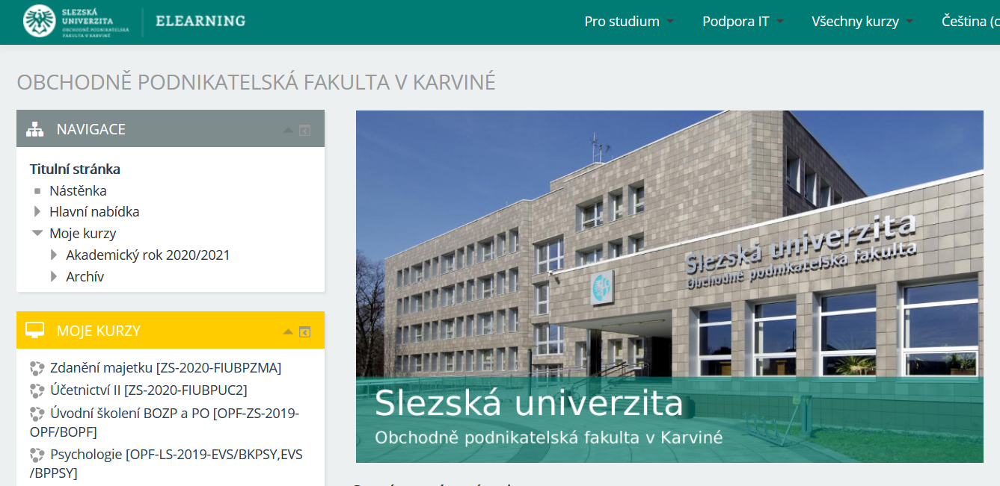 SLEZSKÁ
UNIVERZITA
OBCHODNĚ PODNIKATELSKÁ
FAKULTA V KARVINÉ
ELEARNING
Pro studium
Podpora IT
Všechny kurzy
Čeština (c
OBCHODNĚ PODNIKATELSKÁ FAKULTA V KARVINÉ
NAVIGACE
Titulní stránka
Nástěnka
Hlavní nabídka
Moje kurzy
Akademický rok 2020/2021
Archív
MOJE KURZY
Zdanění majetku [ZS-2020-FIUBPZMA]
Účetnictví II [ZS-2020-FIUBPUC2]
Úvodní školení BOZP a PO [OPF-ZS-2019-
OPF/BOPF]
Psychologie [OPF-LS-2019-EVS/BKPSY,EVS
/BPPSY]
Slezská univerzita
Obchodně podnikatelská fakulta
Slezská univerzita
Obchodně podnikatelská fakulta v Karviné